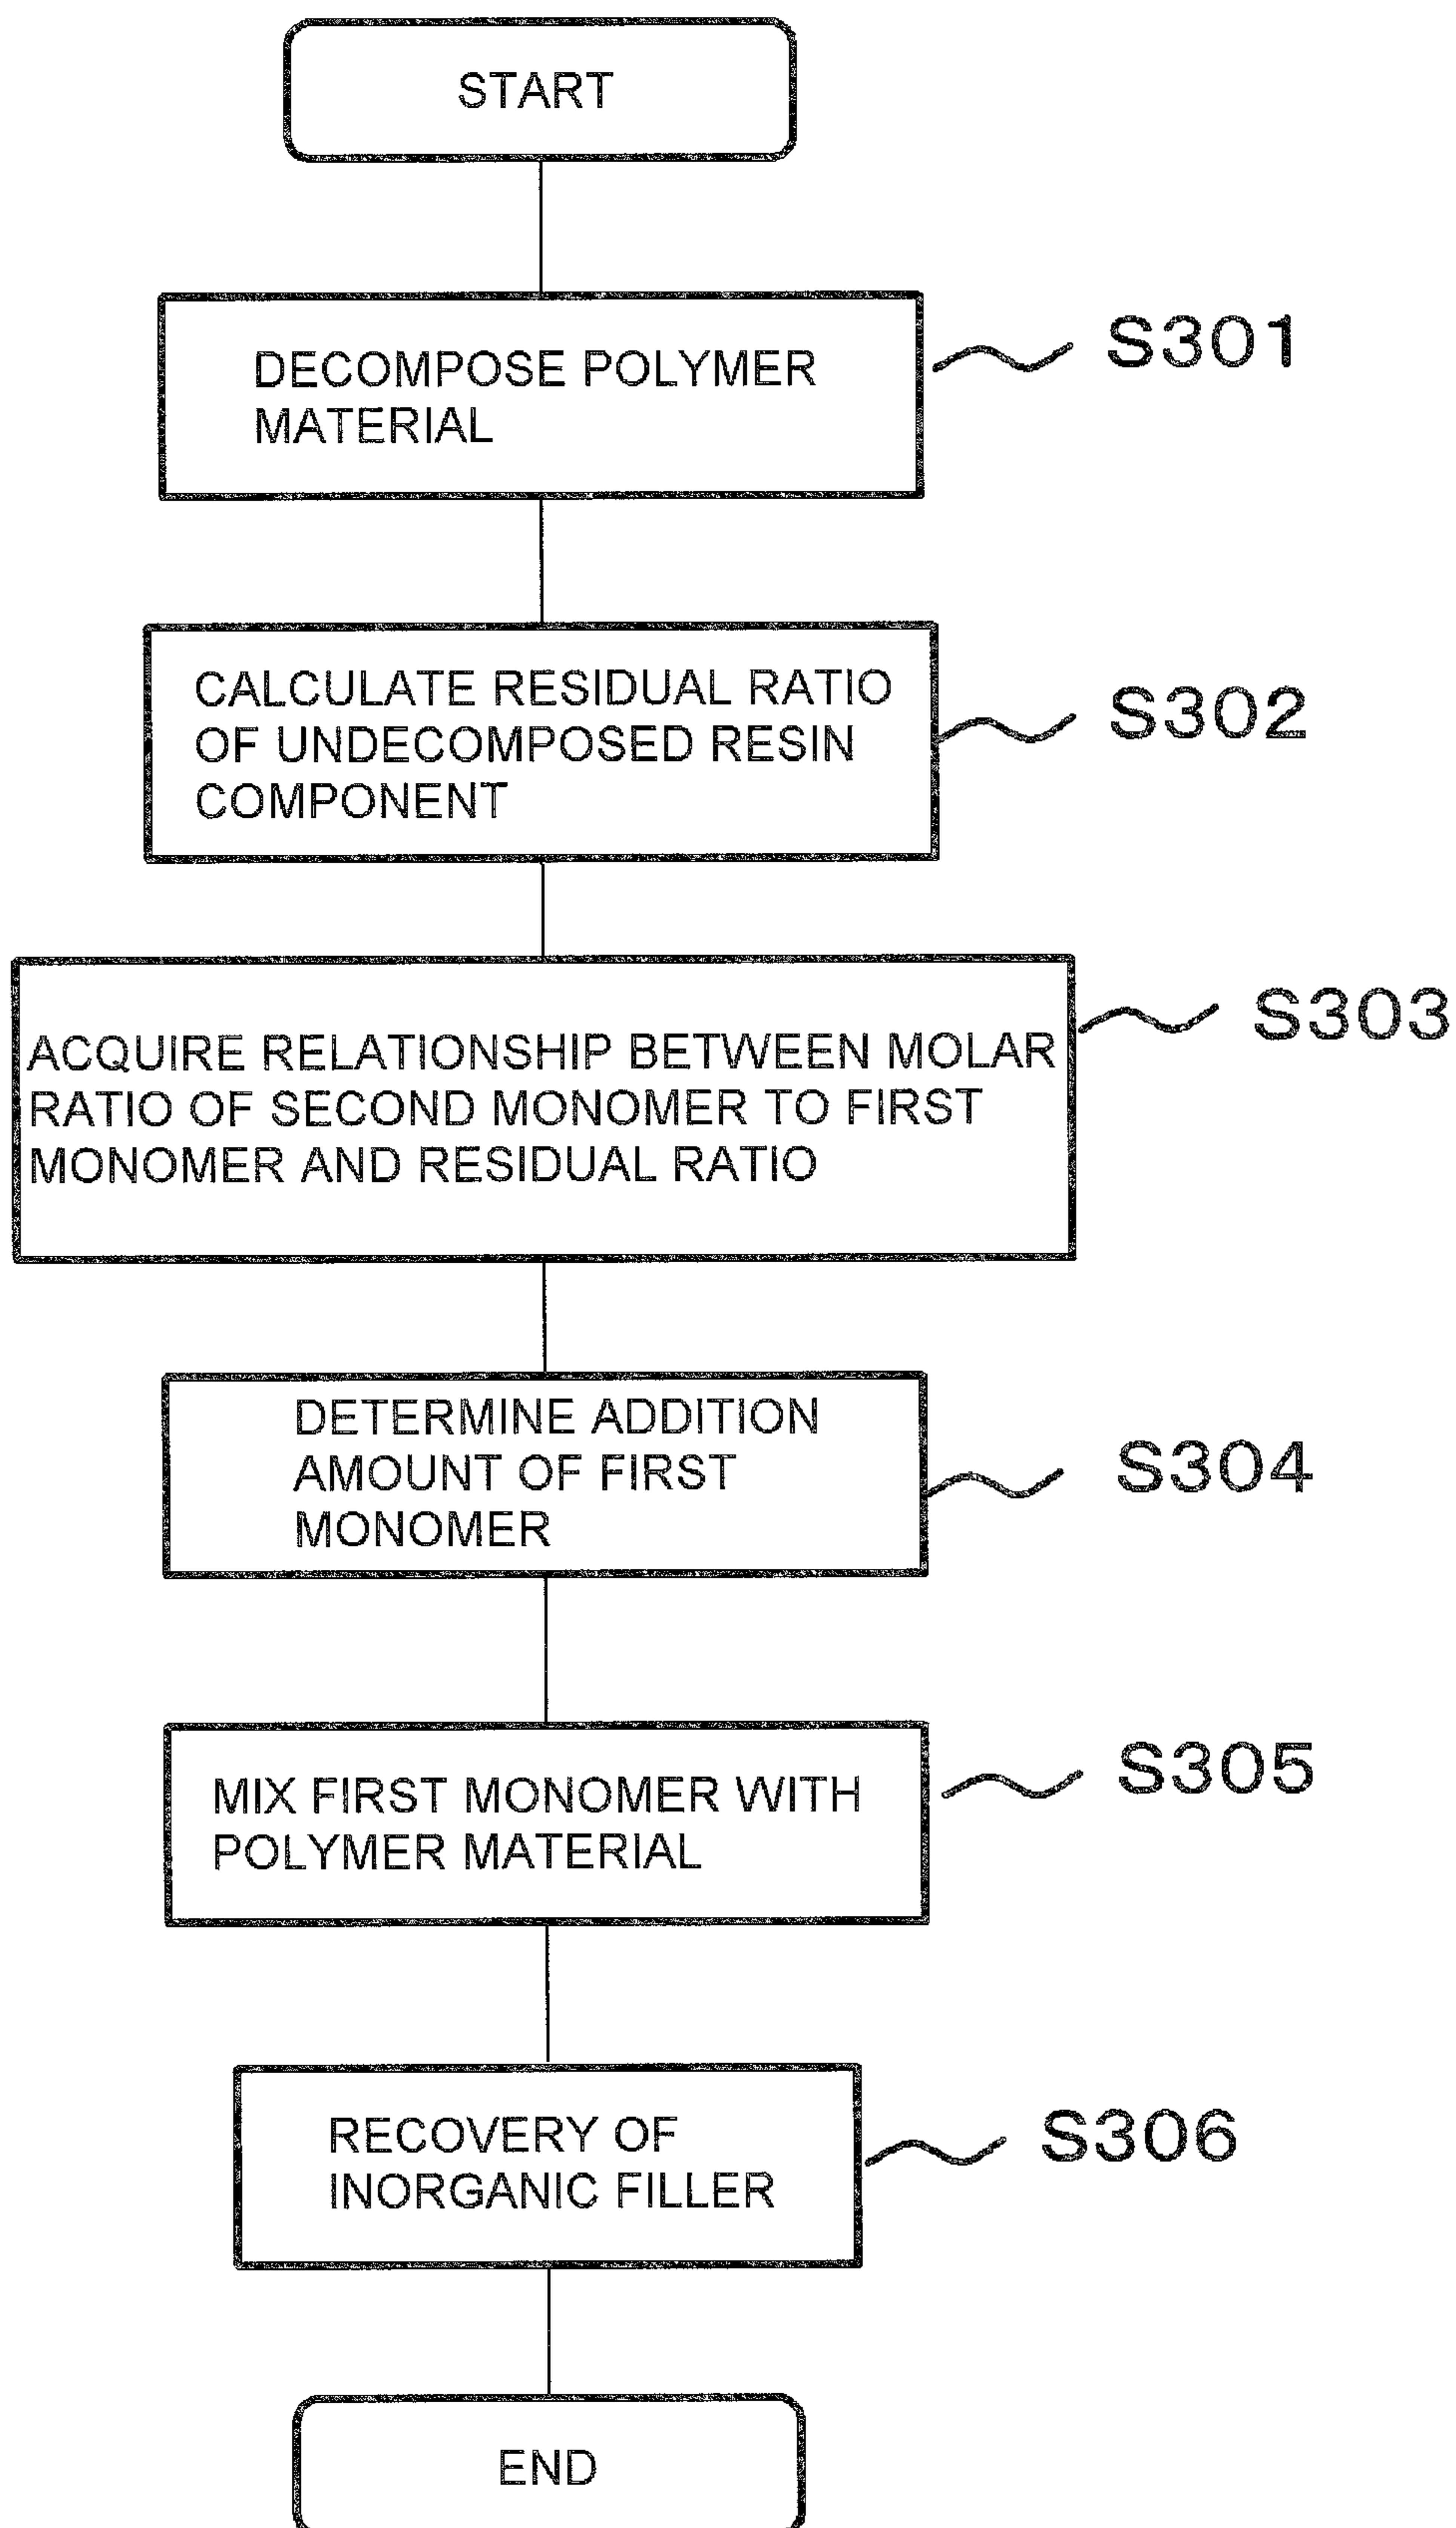 START
DECOMPOSE POLYMER
MATERIAL
S301
CALCULATE RESIDUAL RATIO
OF UNDECOMPOSED RESIN
COMPONENT
S302
ACQUIRE RELATIONSHIP BETWEEN MOLAR
RATIO OF SECOND MONOMER TO FIRST
MONOMER AND RESIDUAL RATIO
S303
DETERMINE ADDITION
AMOUNT OF FIRST
MONOMER
S304
MIX FIRST MONOMER WITH
POLYMER MATERIAL
S305
RECOVERY OF
INORGANIC FILLER
S306
END